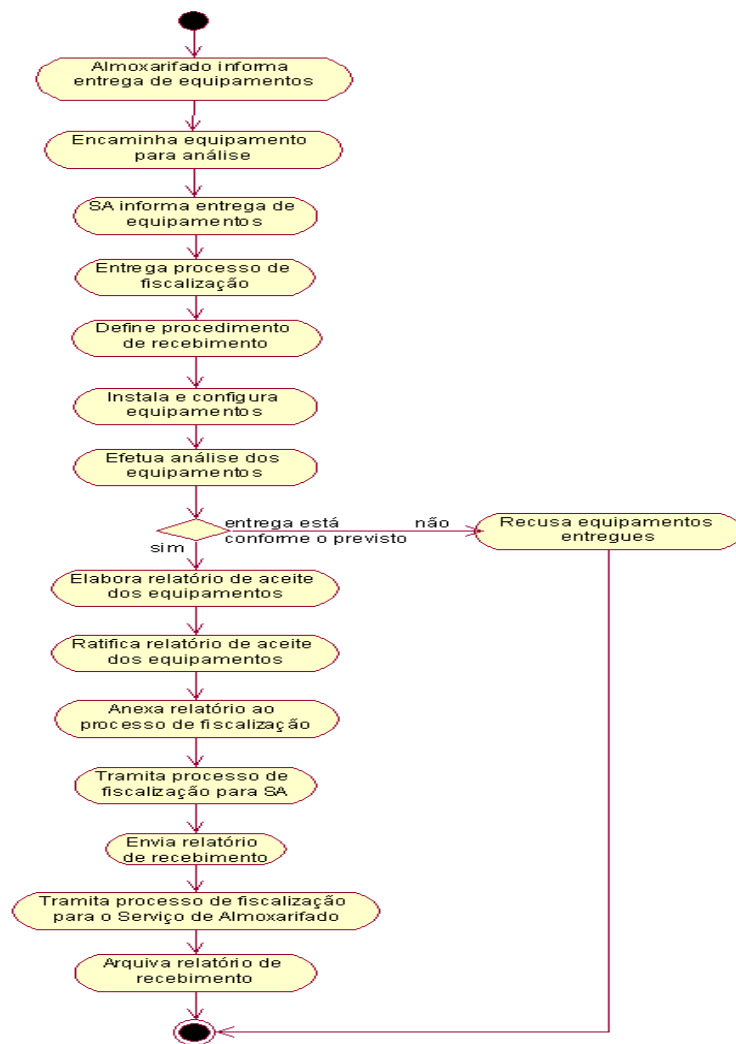 Almoxarifado informa
entrega de equipamentos
Encaminha equipamento
para análise
SA informa entrega de
equipamentos
Entrega processo de
fiscalização
Define procedimento
de recebimento
Instala e configura
equipamentos
Efetua análise dos
equipamentos
entrega está
conforme o previsto
não
sim
Recusa equipamentos
entregues
Elabora relatório de aceite
dos equipamentos
Ratifica relatório de aceite
dos equipamentos
Anexa relatório ao
processo de fiscalização
Tramita processo de
fiscalização para SA
Envia relatório
de recebimento
Tramita processo de fiscalização
para o Serviço de Almoxarifado
Arquiva relatório de
recebimento